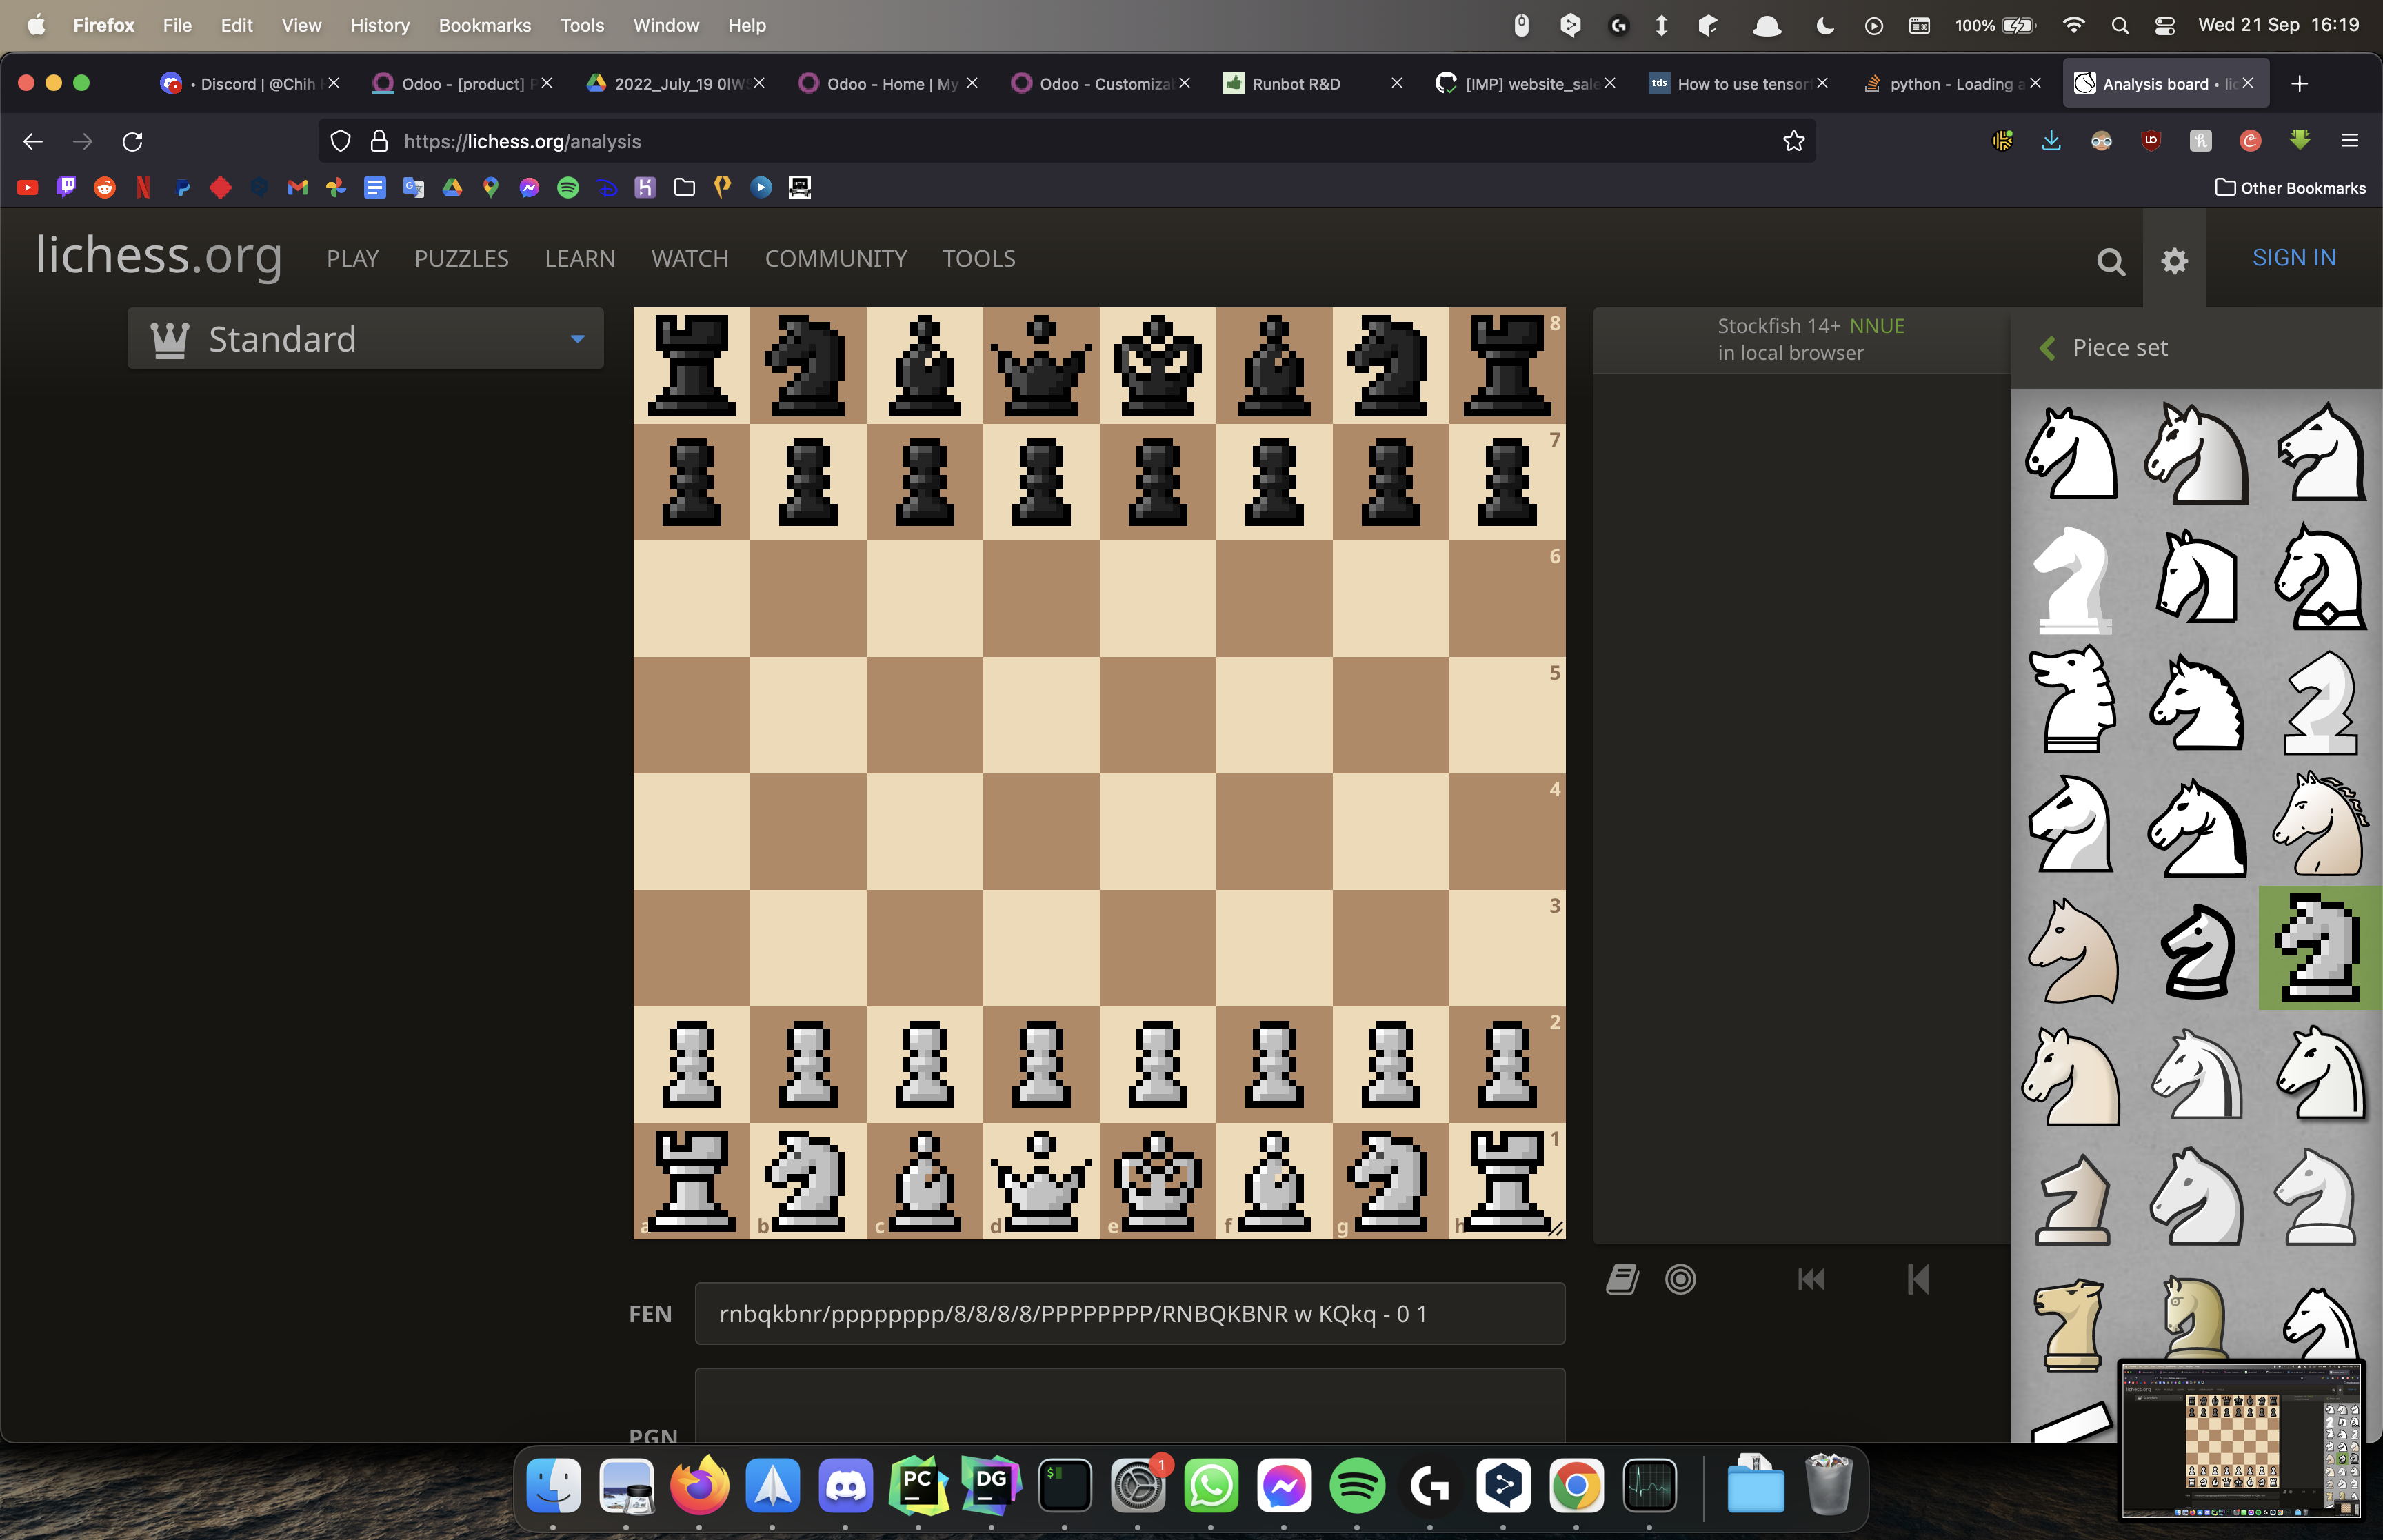 Firefox File Edit View History Bookmarks Tools Window Help 100% Wed 21 Sep 16:19
• Discord | @Chih Odoo - [product] P 2022_July_19 0lWS Odoo - Home | My Odoo - Customiza Runbot R&D [IMP] website_sale tds How to use tensor python - Loading a Analysis board • lic
https://lichess.org/analysis
Other Bookmarks
lichess.org PLAY PUZZLES LEARN WATCH COMMUNITY TOOLS SIGN IN
Standard
Stockfish 14+ NNUE
in local browser
Piece set
8
7
6
5
4
3
2
1
a b c d e f g h
FEN rnbqkbnr/pppppppp/8/8/8/8/PPPPPPPP/RNBQKBNR w KQkq - 0 1
PGN
1
PC DG $